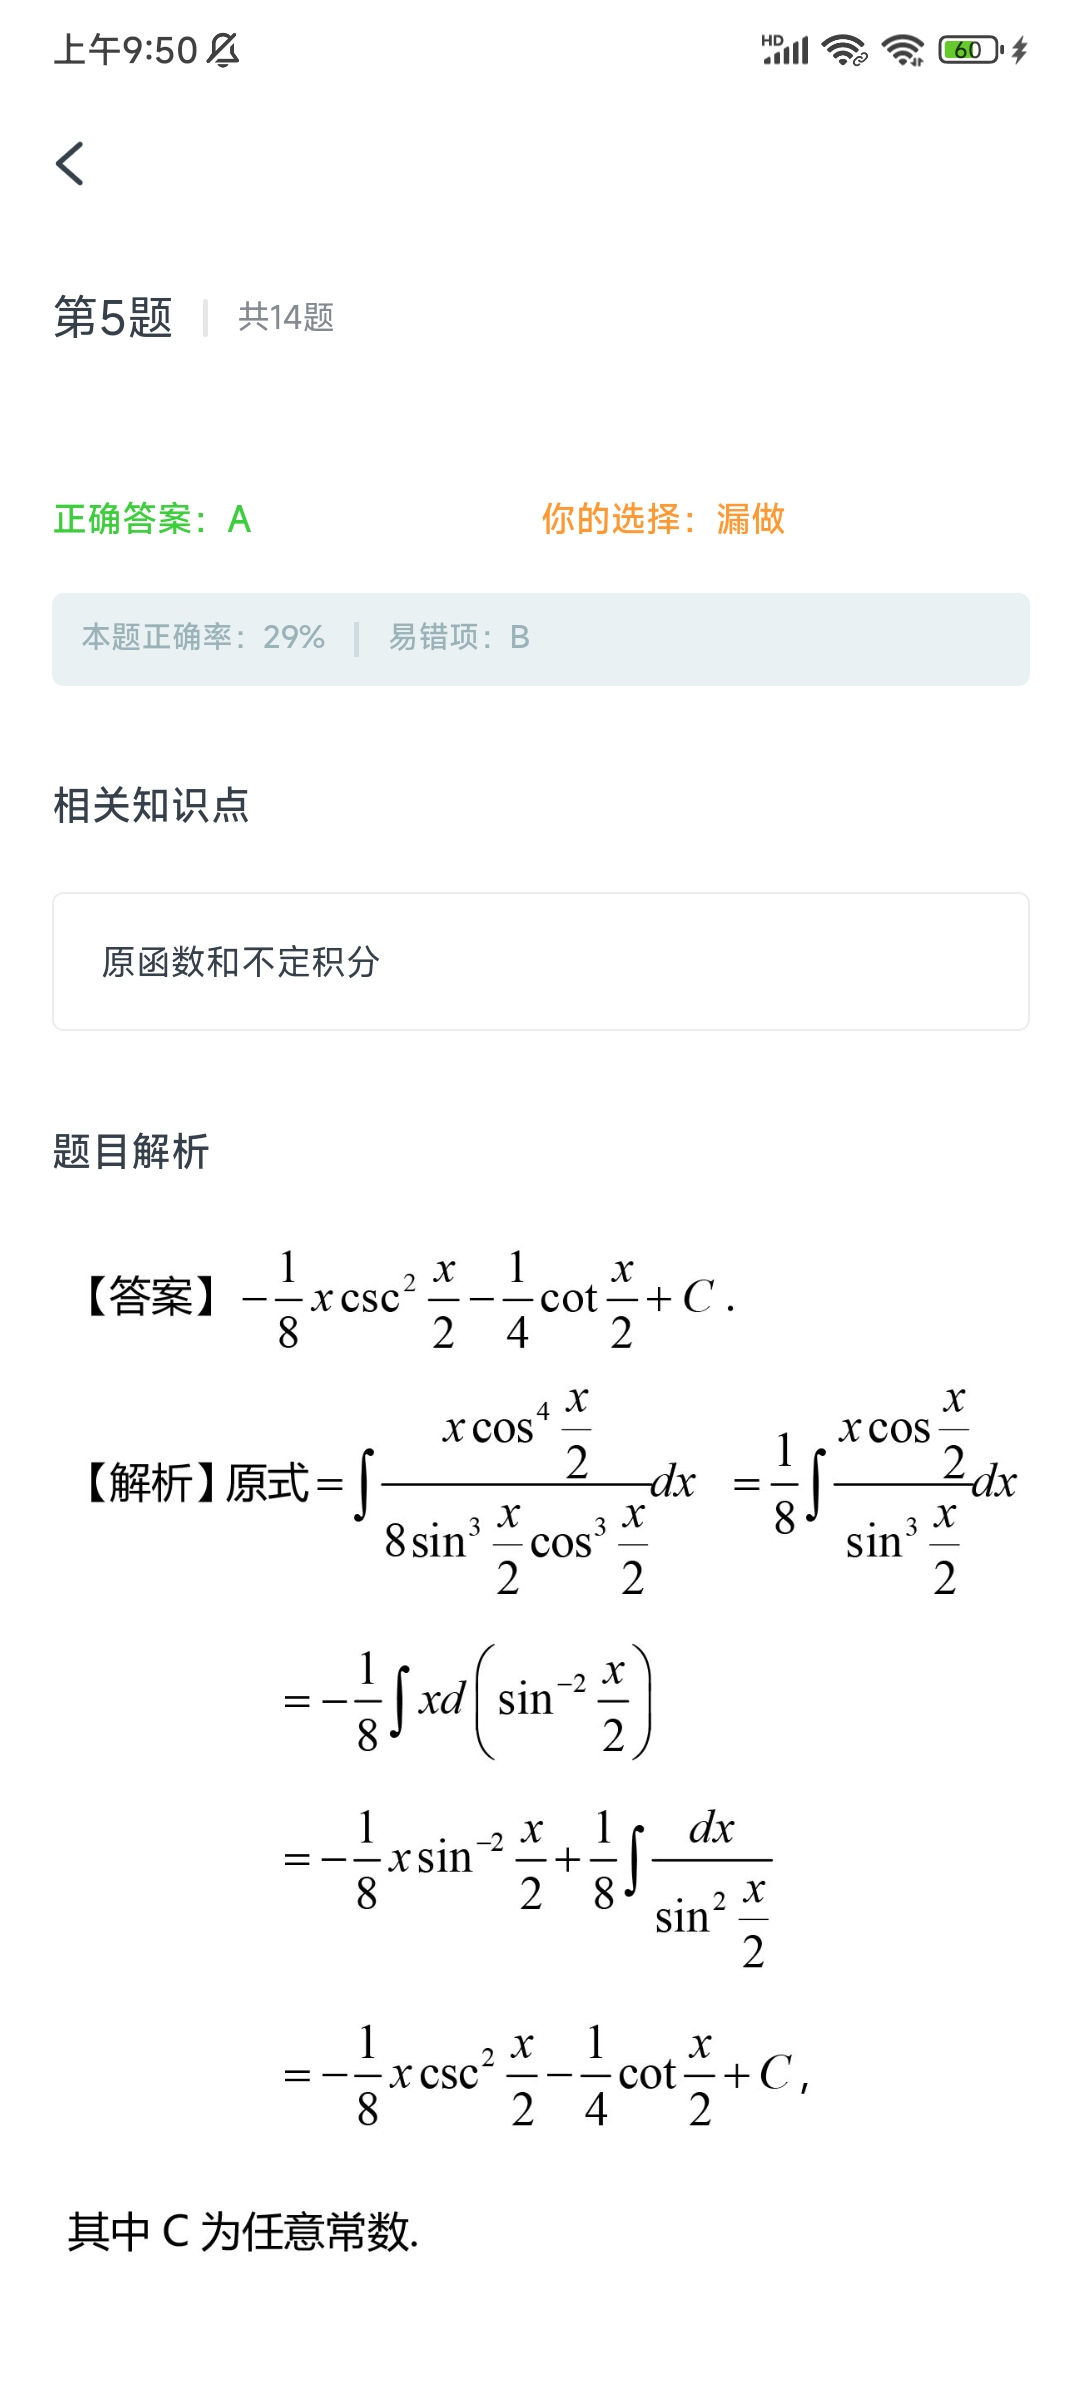 上午9:50 HD 60
第5题 共14题
正确答案：A 你的选择：漏做
本题正确率：29% 易错项：B
相关知识点
原函数和不定积分
题目解析
【答案】$-\frac{1}{8}x\csc^2\frac{x}{2}-\frac{1}{4}\cot\frac{x}{2}+C$.
【解析】原式$=\int\frac{x\cos^4\frac{x}{2}}{8\sin^3\frac{x}{2}\cos^3\frac{x}{2}}dx=\frac{1}{8}\int\frac{x\cos\frac{x}{2}}{\sin^3\frac{x}{2}}dx$
$=-\frac{1}{8}\int xd\left(\sin^{-2}\frac{x}{2}\right)$
$=-\frac{1}{8}x\sin^{-2}\frac{x}{2}+\frac{1}{8}\int\frac{dx}{\sin^2\frac{x}{2}}$
$=-\frac{1}{8}x\csc^2\frac{x}{2}-\frac{1}{4}\cot\frac{x}{2}+C$,
其中 C 为任意常数.